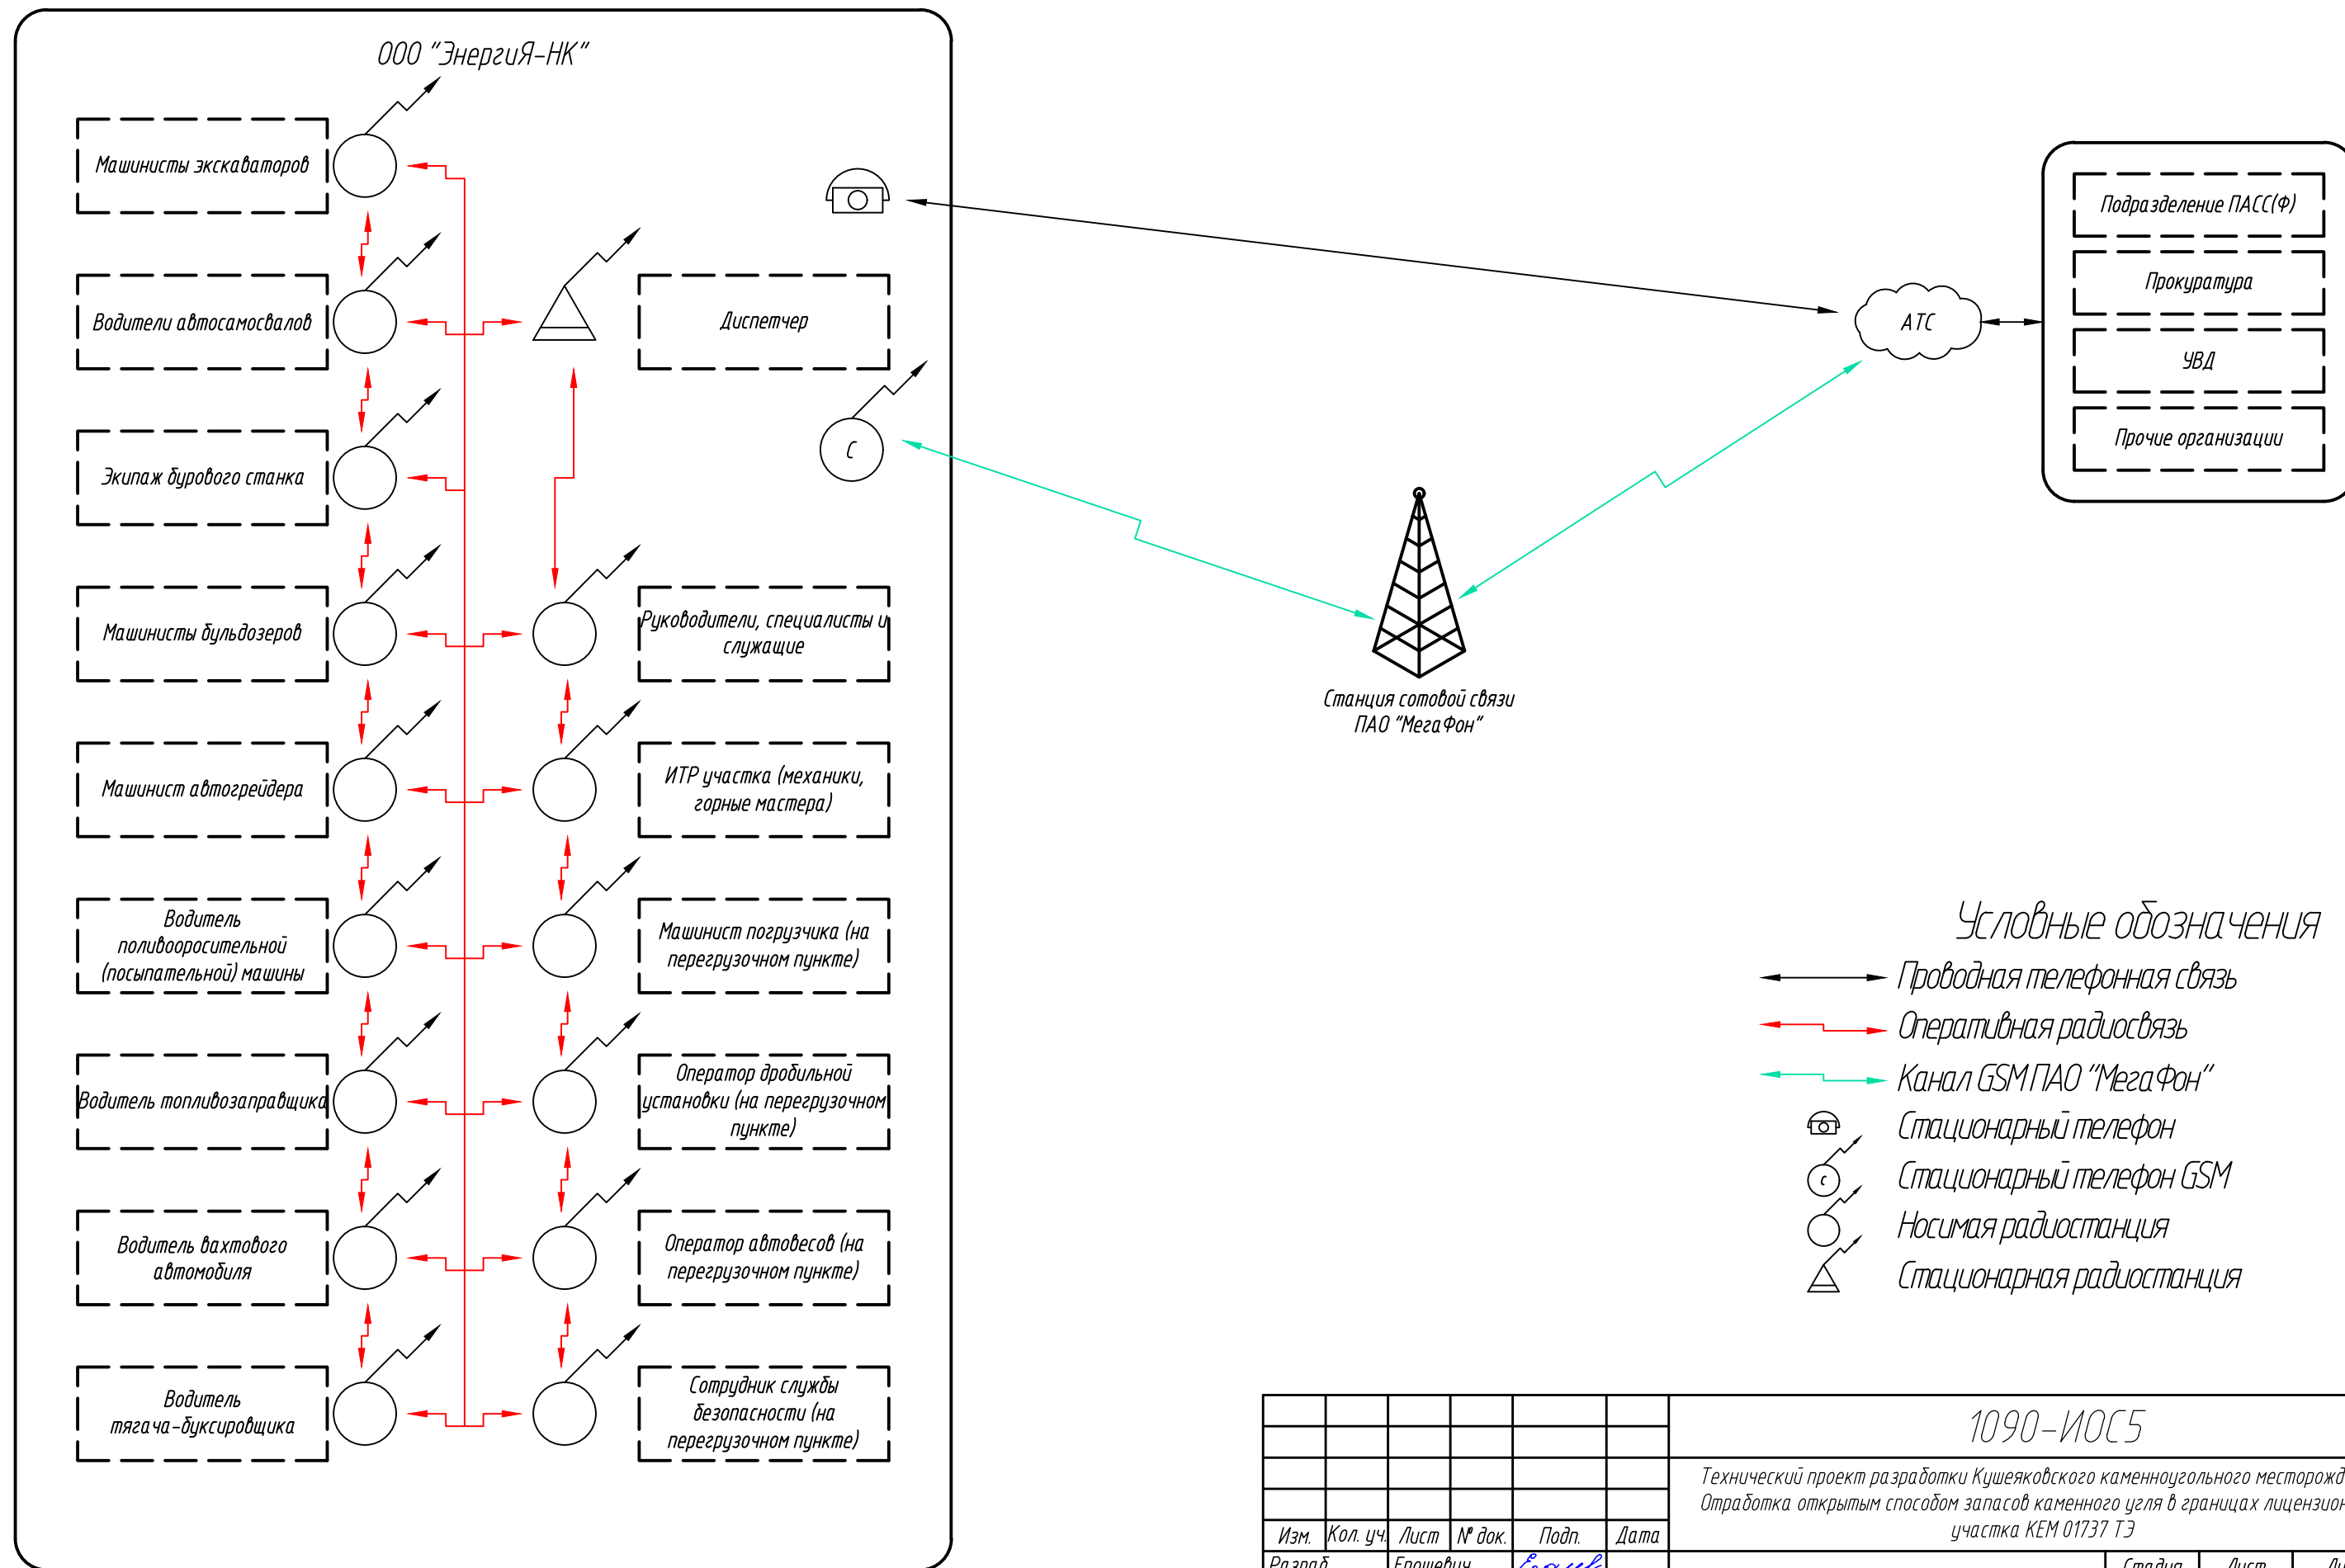 ООО "ЭнергиЯ-НК"
Машинисты экскаваторов
Водители автосамосвалов
Диспетчер
Экипаж бурового станка
С
Машинисты бульдозеров
Руководители, специалисты и
служащие
Машинист автогрейдера
ИТР участка (механики,
горные мастера)
Водитель
поливооросительной
(посыпательной) машины
Машинист погрузчика (на
перегрузочном пункте)
Водитель топливозаправщика
Оператор дробильной
установки (на перегрузочном
пункте)
Водитель вахтового
автомобиля
Оператор автовесов (на
перегрузочном пункте)
Водитель
тягача-буксировщика
Сотрудник службы
безопасности (на
перегрузочном пункте)
Станция сотовой связи
ПАО "МегаФон"
АТС
Подразделение ПАСС(Ф)
Прокуратура
УВД
Прочие организации
Условные обозначения
Проводная телефонная связь
Оперативная радиосвязь
Канал GSM ПАО "МегаФон"
Стационарный телефон
С Стационарный телефон GSM
Носимая радиостанция
Стационарная радиостанция
1090-ИОС5
Технический проект разработки Кушеяковского каменноугольного месторожд
Отработка открытым способом запасов каменного угля в границах лицензион
участка КЕМ 01737 ТЭ
Изм. Кол. уч. Лист № док. Подп. Дата
Разраб. Ерошевич
Стадия Лист